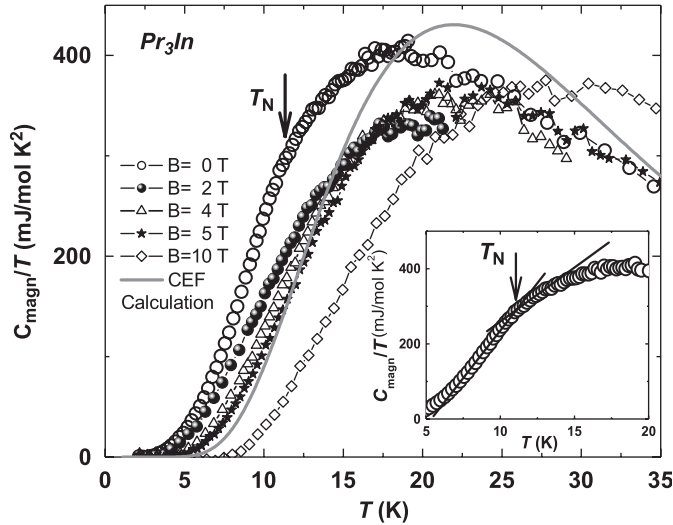 Pr₃In
T_N
400
200
0
C_magn/T (mJ/mol K²)
B= 0 T
B= 2 T
B= 4 T
B= 5 T
B=10 T
CEF
Calculation
T_N
400
200
0
C_magn/T (mJ/mol K²)
5 10 15 20
T (K)
0 5 10 15 20 25 30 35
T (K)